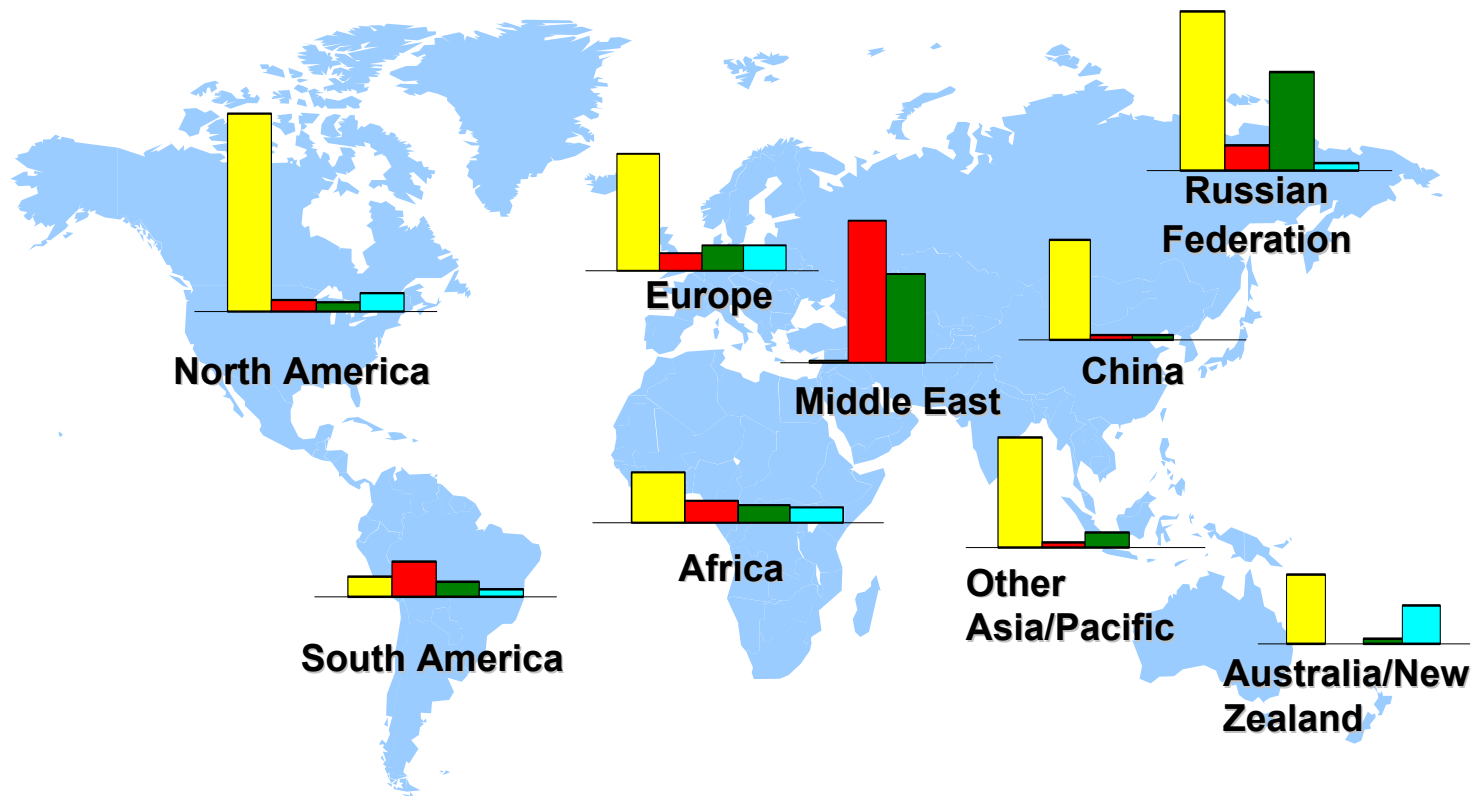 Russian
Federation
Europe
North America
China
Middle East
Africa
Other
Asia/Pacific
South America
Australia/New
Zealand